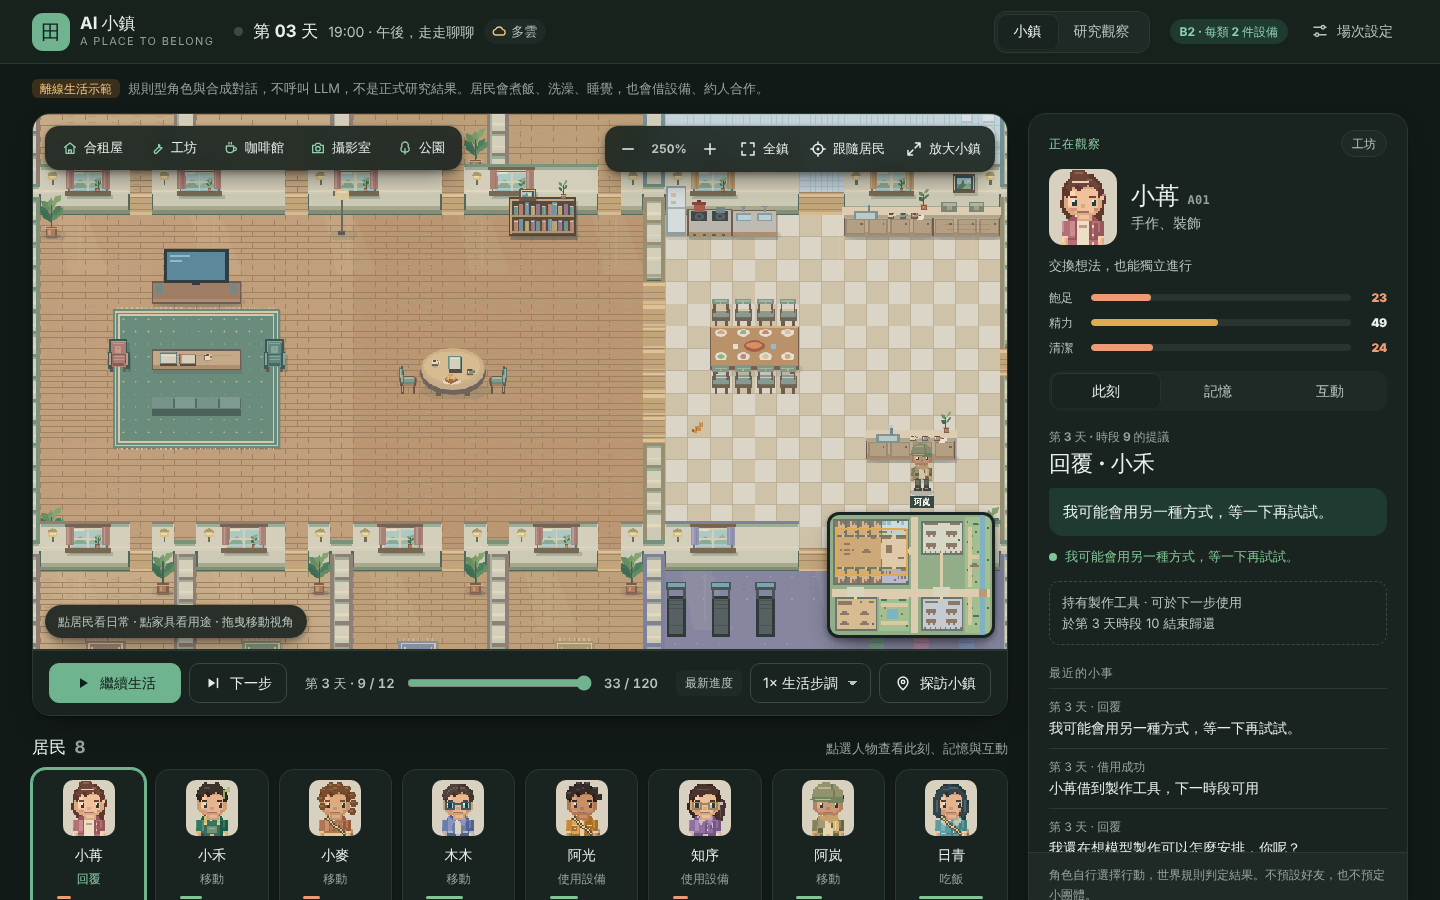 田
AI 小鎮
A PLACE TO BELONG
第 03 天
19:00 · 午後，走走聊聊
多雲
小鎮
研究觀察
B2 · 每類 2 件設備
場次設定
離線生活示範
規則型角色與合成對話，不呼叫 LLM，不是正式研究結果。居民會煮飯、洗澡、睡覺，也會借設備、約人合作。
合租屋
工坊
咖啡館
攝影室
公園
250%
全鎮
跟隨居民
放大小鎮
阿嵐
點居民看日常 · 點家具看用途 · 拖曳移動視角
繼續生活
下一步
第 3 天 · 9 / 12
33 / 120
最新進度
1× 生活步調
探訪小鎮
居民 8
點選人物查看此刻、記憶與互動
小苒
回覆
小禾
移動
小麥
移動
木木
移動
阿光
使用設備
知序
使用設備
阿嵐
移動
日青
吃飯
正在觀察
工坊
小苒 A01
手作、裝飾
交換想法，也能獨立進行
飽足 23
精力 49
清潔 24
此刻
記憶
互動
第 3 天 · 時段 9 的提議
回覆 · 小禾
我可能會用另一種方式，等一下再試試。
我可能會用另一種方式，等一下再試試。
持有製作工具 · 可於下一步使用
於第 3 天時段 10 結束歸還
最近的小事
第 3 天 · 回覆
我可能會用另一種方式，等一下再試試。
第 3 天 · 借用成功
小苒借到製作工具，下一時段可用
第 3 天 · 回覆
我還在想模型製作可以怎麼安排，你呢？
角色自行選擇行動，世界規則判定結果。不預設好友，也不預定
小團體。